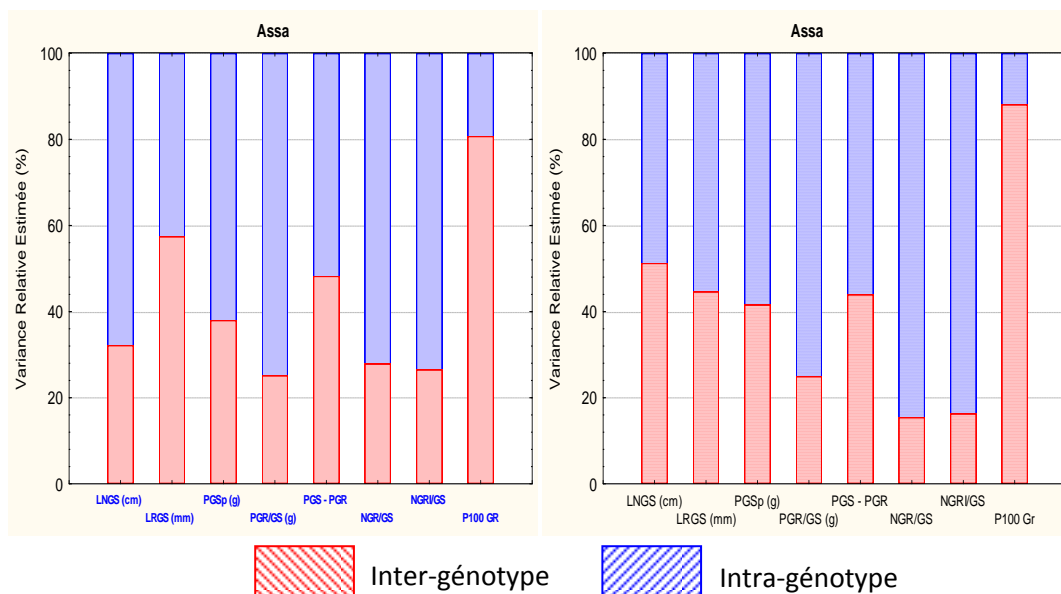 Assa
Variance Relative Estimée (%)
100
80
60
40
20
0
LNGS (cm)
PGSp (g)
PGS - PGR
NGRI/GS
LRGS (mm)
PGR/GS (g)
NGR/GS
P100 GR
Assa
Variance Relative Estimée (%)
100
80
60
40
20
0
LNGS (cm)
PGSp (g)
PGS - PGR
NGRI/GS
LRGS (mm)
PGR/GS (g)
NGR/GS
P100 Gr
Inter-génotype
Intra-génotype